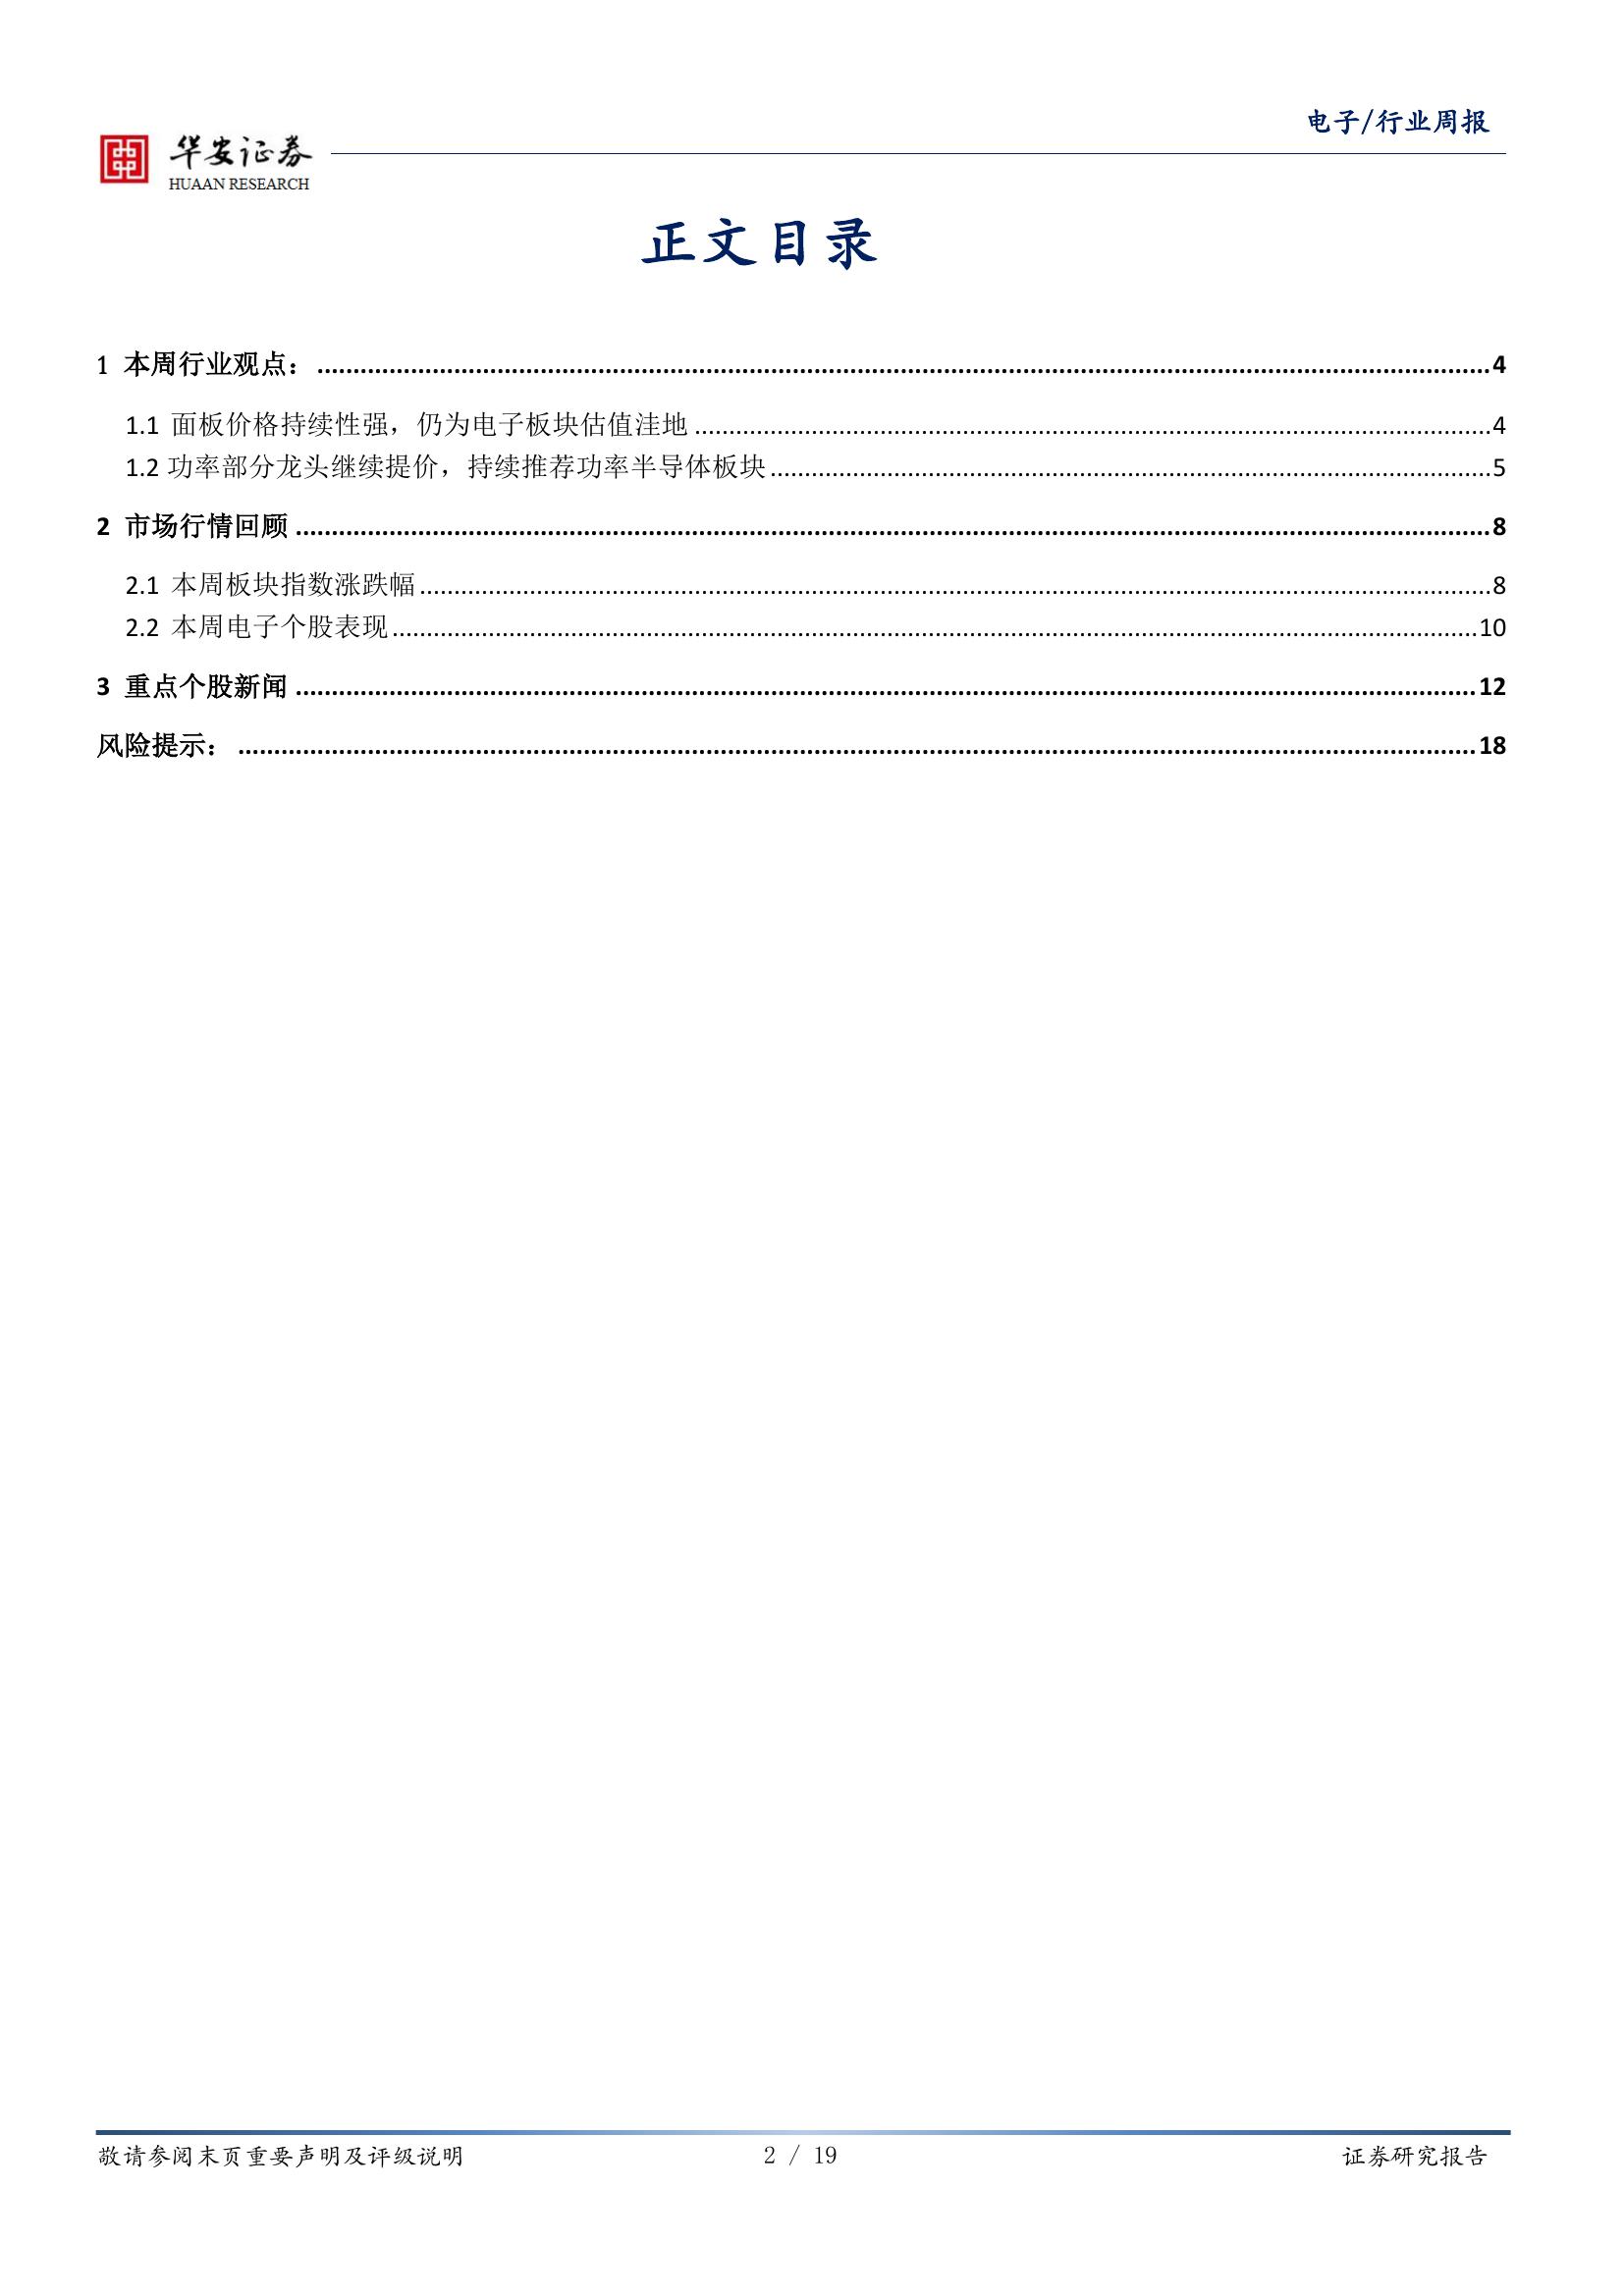 电子/行业周报
华安证券
HUAAN RESEARCH
正文目录
1 本周行业观点：........................................4
1.1 面板价格持续性强，仍为电子板块估值洼地........................................4
1.2 功率部分龙头继续提价，持续推荐功率半导体板块........................................5
2 市场行情回顾........................................8
2.1 本周板块指数涨跌幅........................................8
2.2 本周电子个股表现........................................10
3 重点个股新闻........................................12
风险提示：........................................18
敬请参阅末页重要声明及评级说明
2 / 19
证券研究报告